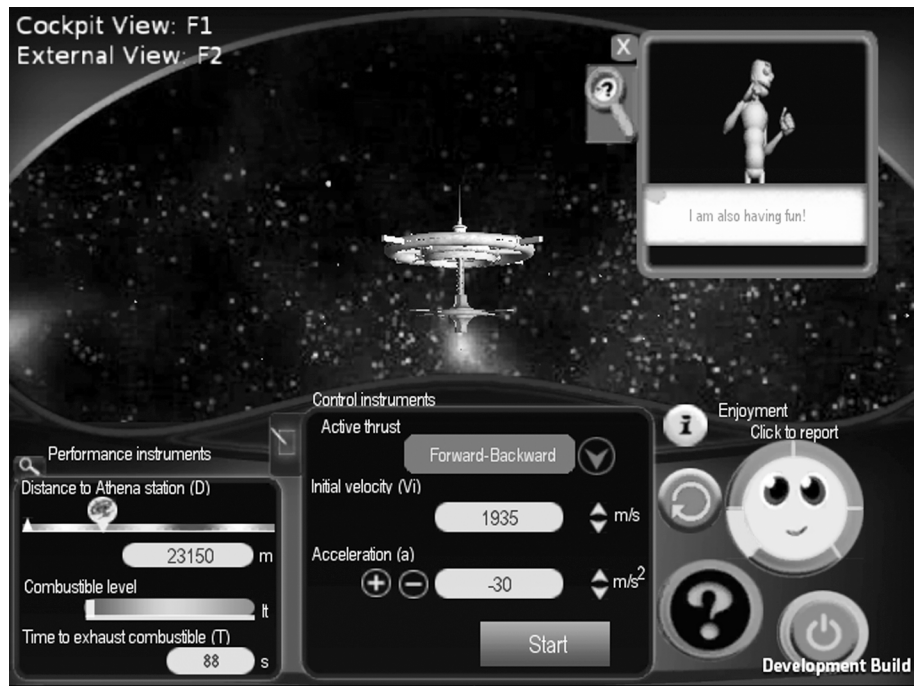 Cockpit View: F1
External View: F2
X
?
I am also having fun!
Control instruments
Active thrust
Forward-Backward
Initial velocity (Vi)
1935 m/s
Acceleration (a)
+ − -30 m/s²
Start
Performance instruments
Distance to Athena station (D)
23150 m
Combustible level
lt
Time to exhaust combustible (T)
88 s
i
Enjoyment
Click to report
?
Development Build